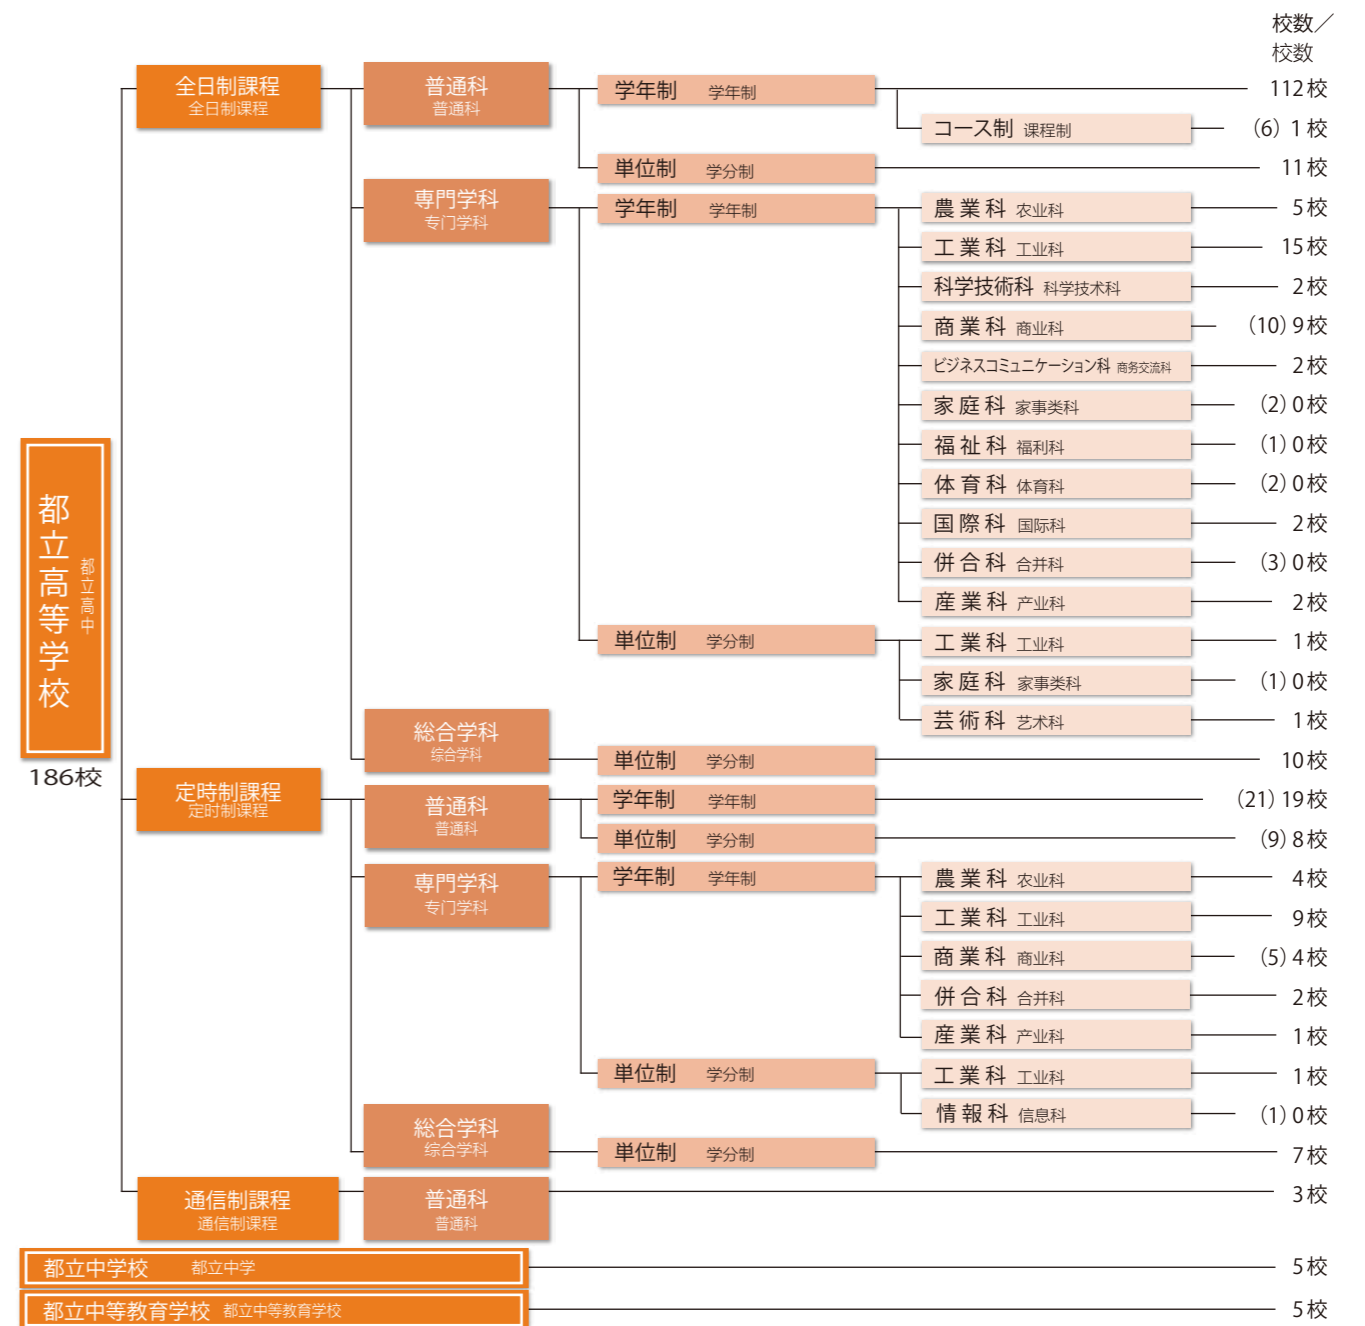 校数／
校数
全日制課程
全日制课程
普通科
普通科
学年制 学年制
112校
コース制 课程制
（6）1校
単位制 学分制
11校
専門学科
专门学科
学年制 学年制
農業科 农业科
5校
工業科 工业科
15校
科学技術科 科学技术科
2校
商業科 商业科
（10）9校
ビジネスコミュニケーション科 商务交流科
2校
家庭科 家事类科
（2）0校
福祉科 福利科
（1）0校
体育科 体育科
（2）0校
国際科 国际科
2校
併合科 合并科
（3）0校
産業科 产业科
2校
単位制 学分制
工業科 工业科
1校
家庭科 家事类科
（1）0校
芸術科 艺术科
1校
総合学科
综合学科
単位制 学分制
10校
都立高等学校
都立高中
186校
定時制課程
定时制课程
普通科
普通科
学年制 学年制
（21）19校
単位制 学分制
（9）8校
専門学科
专门学科
学年制 学年制
農業科 农业科
4校
工業科 工业科
9校
商業科 商业科
（5）4校
併合科 合并科
2校
産業科 产业科
1校
単位制 学分制
工業科 工业科
1校
情報科 信息科
（1）0校
総合学科
综合学科
単位制 学分制
7校
通信制課程
通信制课程
普通科
普通科
3校
都立中学校 都立中学
5校
都立中等教育学校 都立中等教育学校
5校